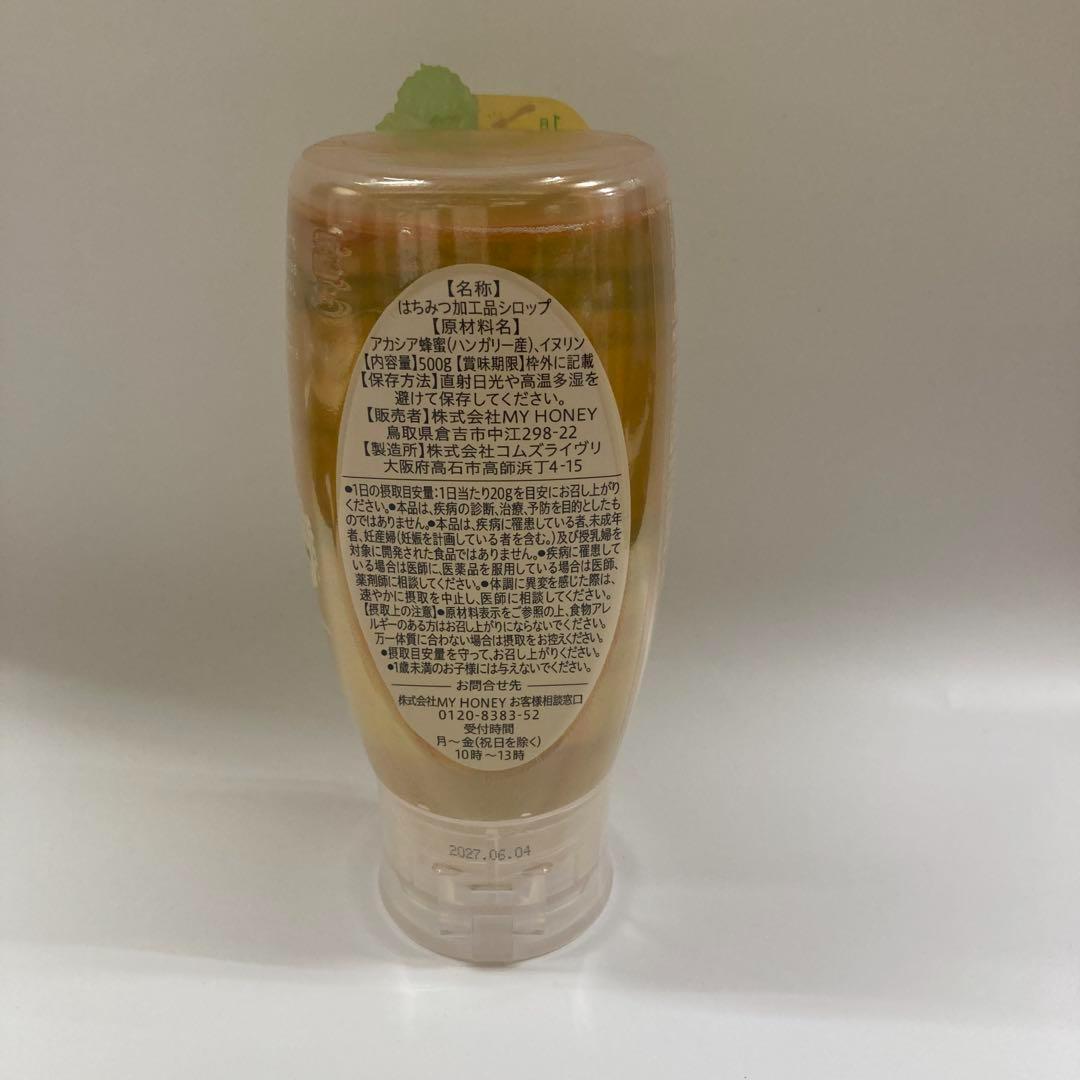 【名称】
はちみつ加工品シロップ
【原材料名】
アカシア蜂蜜(ハンガリー産)、イヌリン
【内容量】500g【賞味期限】枠外に記載
【保存方法】直射日光や高温多湿を
避けて保存してください。
【販売者】株式会社MY HONEY
鳥取県倉吉市中江298-22
【製造所】株式会社コムズライヴリ
大阪府高石市高師浜丁4-15
●1日の摂取目安量:1日当たり20gを目安にお召し上がり
ください。●本品は、疾病の診断、治療、予防を目的としたも
のではありません。●本品は、疾病に罹患している者、未成年
者、妊産婦(妊娠を計画している者を含む。)及び授乳婦を
対象に開発された食品ではありません。●疾病に罹患して
いる場合は医師に、医薬品を服用している場合は医師、
薬剤師に相談してください。●体調に異変を感じた際は、
速やかに摂取を中止し、医師に相談してください。
【摂取上の注意】●原材料表示をご参照の上、食物アレ
ルギーのある方はお召し上がりにならないでください。
万一体質に合わない場合は摂取をお控えください。
●摂取目安量を守って、お召し上がりください。
●1歳未満のお子様には与えないでください。
お問合せ先
株式会社MY HONEY お客様相談窓口
0120-8383-52
受付時間
月～金(祝日を除く)
10時～13時
2027.06.04